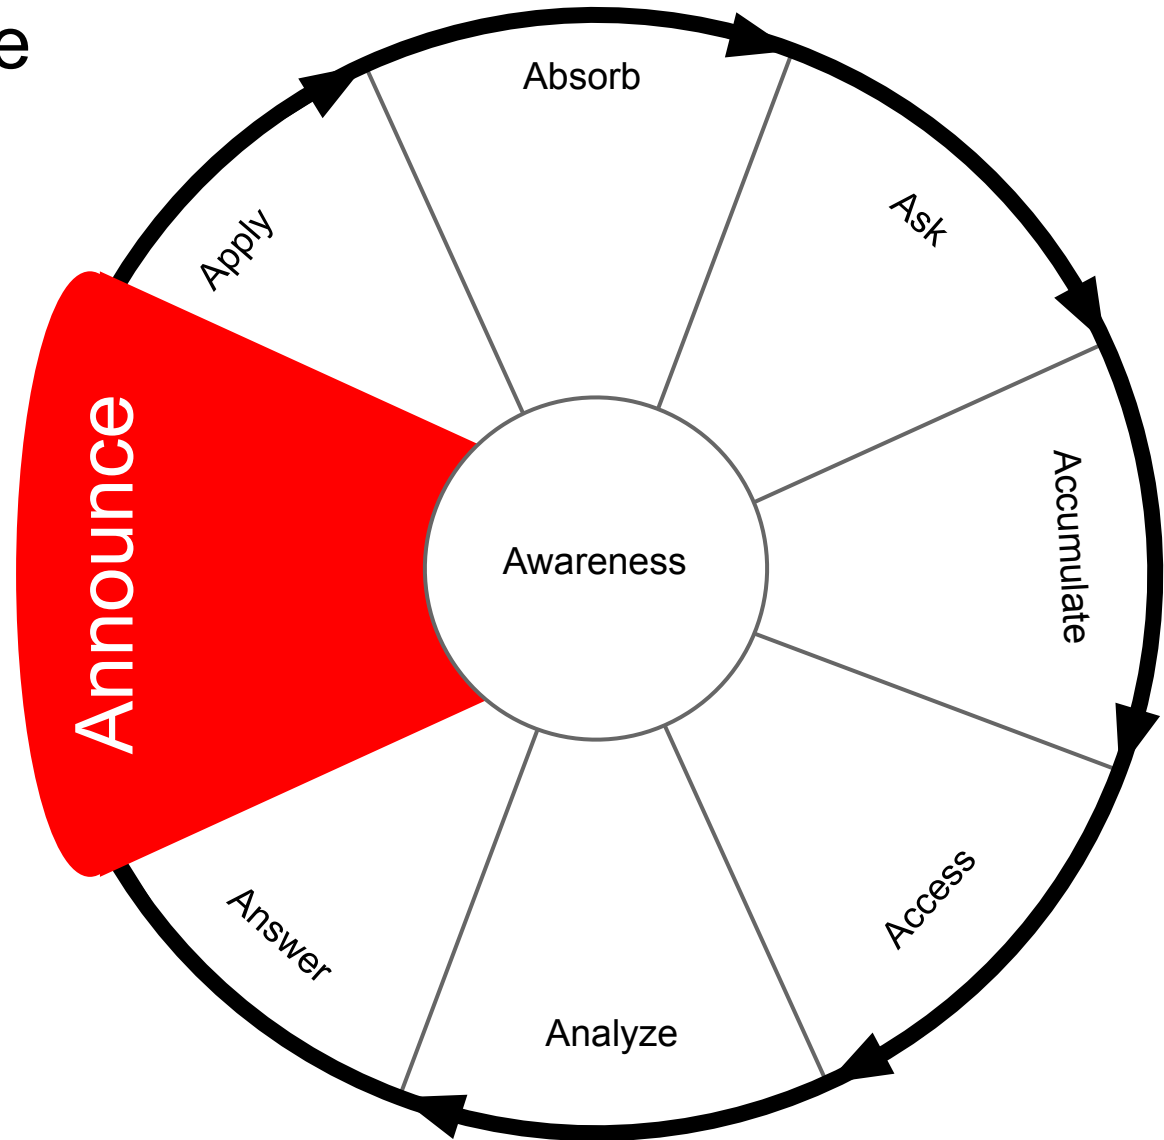 e
Absorb
Ask
Accumulate
Access
Analyze
Answer
Announce
Apply
Awareness